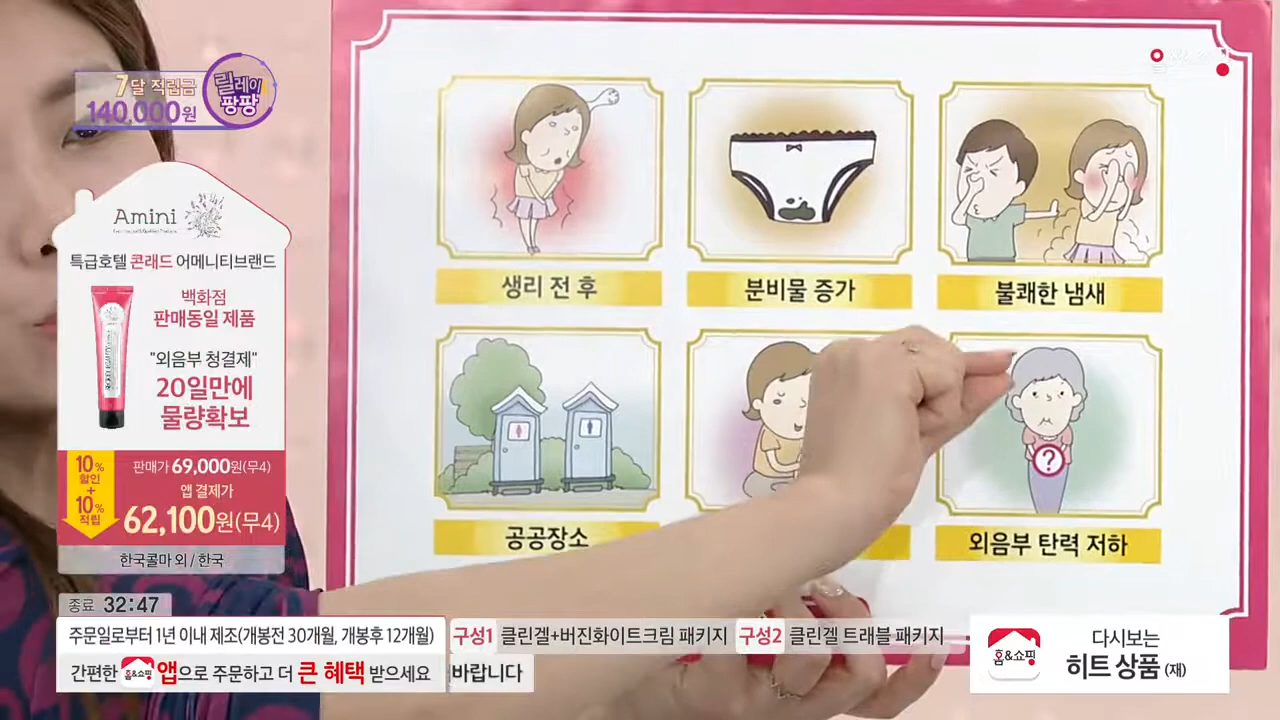 7달 적립금
140,000원
릴레이
팡팡
Amini
특급호텔 콘래드 어메니티브랜드
백화점
판매동일 제품
"외음부 청결제"
20일만에
물량확보
10%
할인
+
10%
적립
판매가 69,000원(무4)
앱 결제가
62,100원(무4)
한국콜마 외 / 한국
생리 전 후
분비물 증가
불쾌한 냄새
공공장소
외음부 탄력 저하
?
종료 32:47
주문일로부터 1년 이내 제조(개봉전 30개월, 개봉후 12개월)
구성1 클린겔+버진화이트크림 패키지 구성2 클린겔 트래블 패키지
간편한 홈&쇼핑 앱으로 주문하고 더 큰 혜택 받으세요
바랍니다
홈&쇼핑
다시보는
히트 상품 (재)